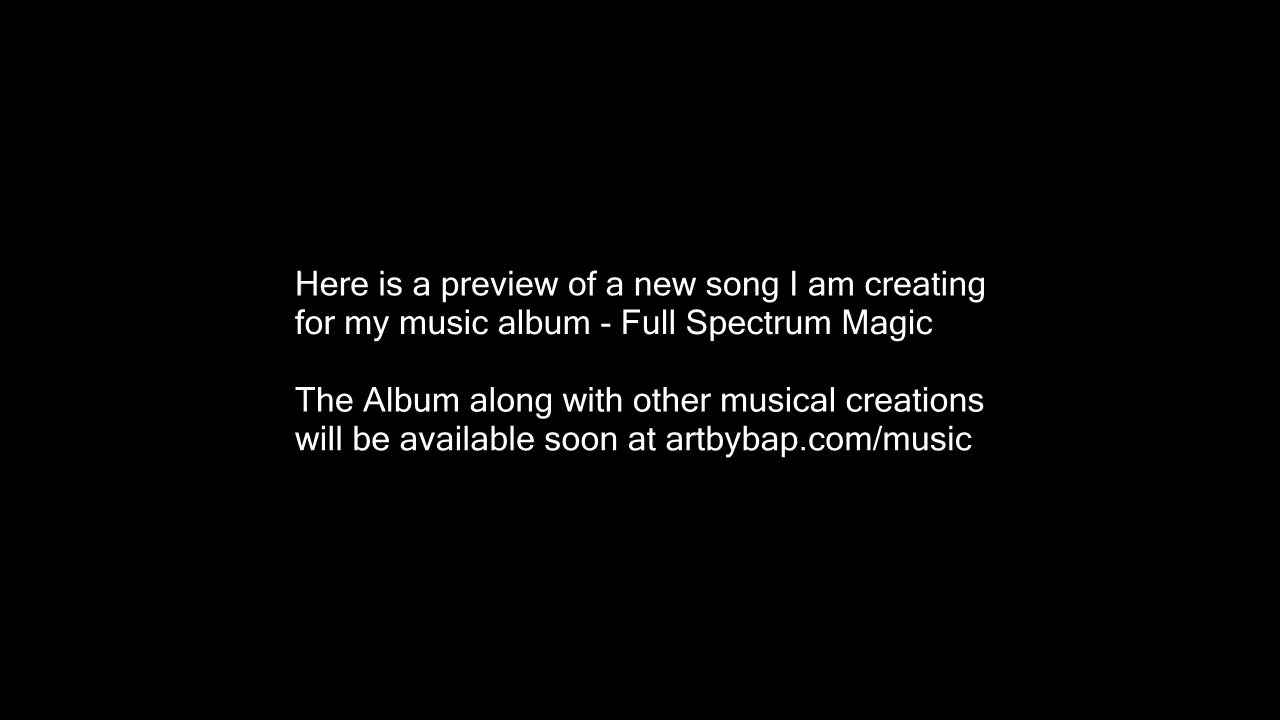 Here is a preview of a new song I am creating
for my music album - Full Spectrum Magic
The Album along with other musical creations
will be available soon at artbybap.com/music